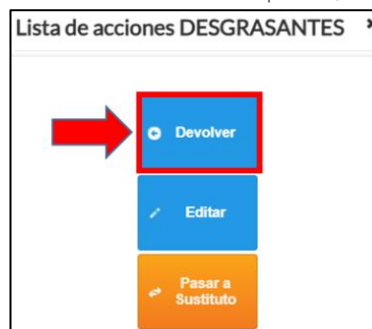 Lista de acciones DESGRASANTES
Devolver
Editar
Pasar a
Sustituto